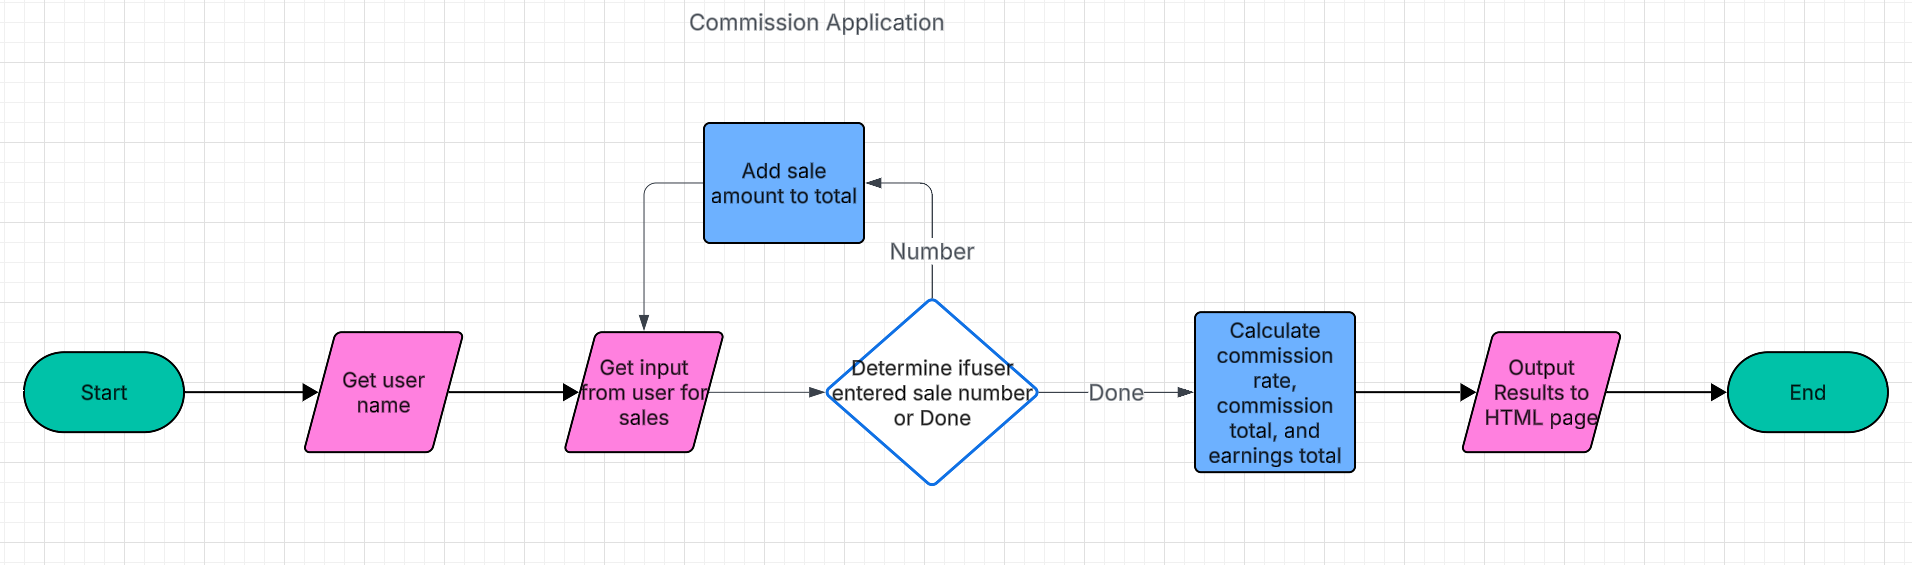 Commission Application
Add sale
amount to total
Number
Start
Get user
name
Get input
from user for
sales
Determine ifuser
entered sale number
or Done
Done
Calculate
commission
rate,
commission
total, and
earnings total
Output
Results to
HTML page
End